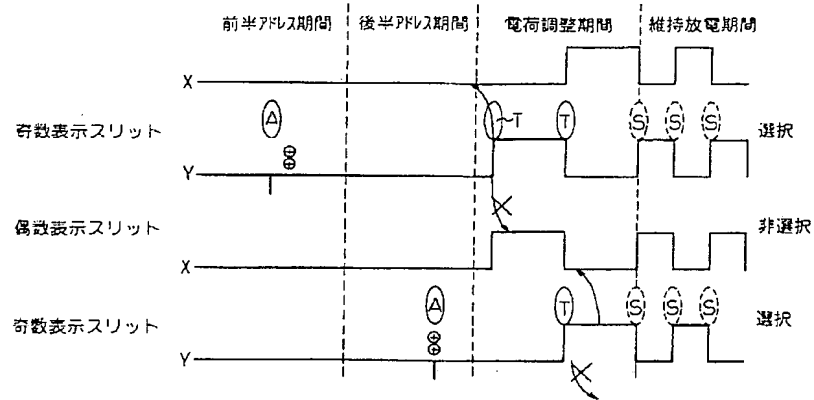 前半アドレス期間 後半アドレス期間 電荷調整期間 維持放電期間
X
奇数表示スリット A T T S S S 選択
⊕
⊕
Y
偶数表示スリット 非選択
X
奇数表示スリット A T S S S 選択
⊕
⊕
Y